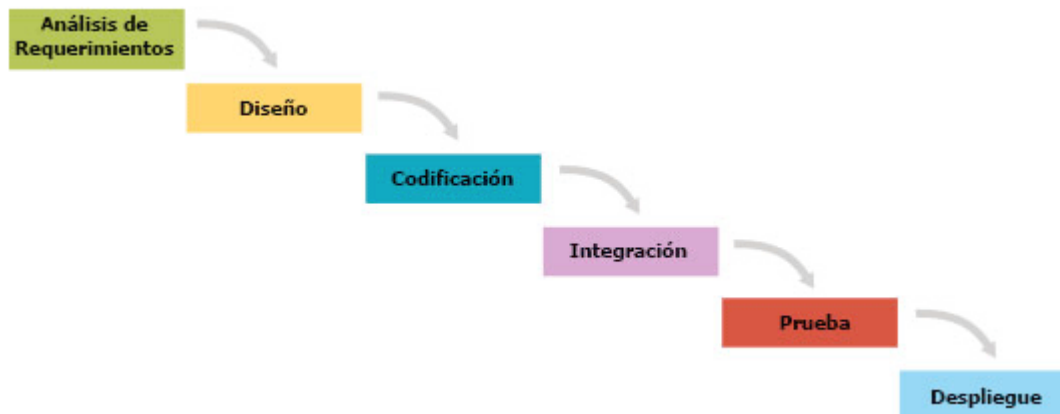 Análisis de
Requerimientos
Diseño
Codificación
Integración
Prueba
Despliegue